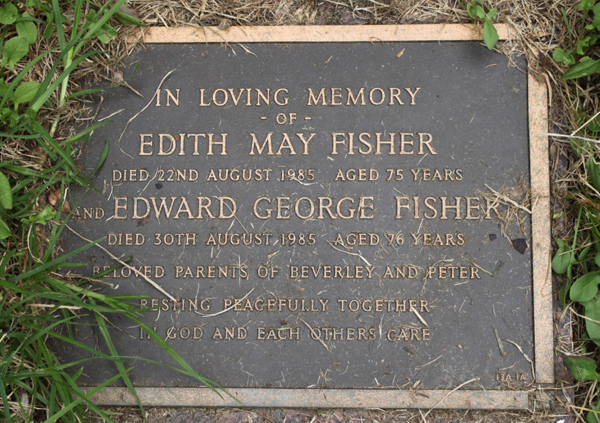 IN LOVING MEMORY
- OF -
EDITH MAY FISHER
DIED 22ND AUGUST 1985 AGED 75 YEARS
AND EDWARD GEORGE FISHER
DIED 30TH AUGUST 1985 AGED 76 YEARS
BELOVED PARENTS OF BEVERLEY AND PETER
RESTING PEACEFULLY TOGETHER
IN GOD AND EACH OTHERS CARE